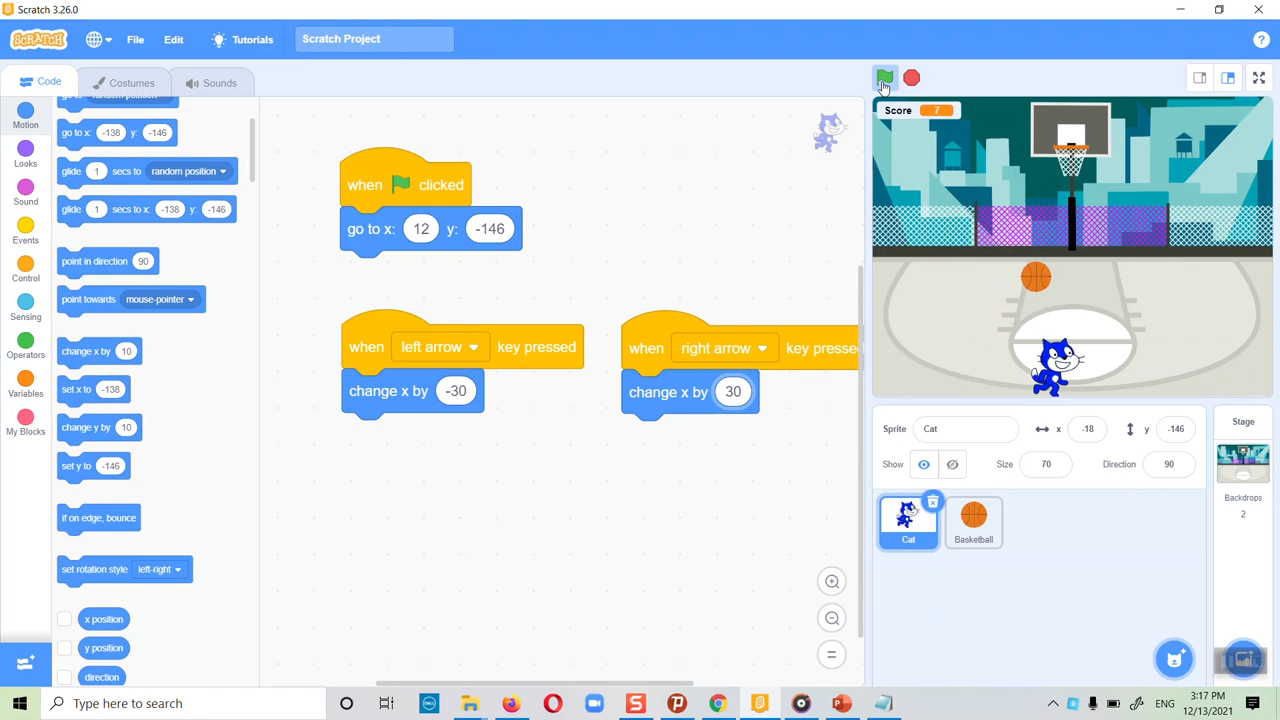 Scratch 3.26.0
SCRATCH
File
Edit
Tutorials
Scratch Project
?
Code
Costumes
Sounds
Motion
Looks
Sound
Events
Control
Sensing
Operators
Variables
My Blocks
go to x: -138 y: -146
glide 1 secs to random position
glide 1 secs to x: -138 y: -146
point in direction 90
point towards mouse-pointer
change x by 10
set x to -138
change y by 10
set y to -146
if on edge, bounce
set rotation style left-right
x position
y position
direction
when clicked
go to x: 12 y: -146
when left arrow key pressed
change x by -30
when right arrow key pressed
change x by 30
Score 7
Sprite Cat x -18 y -146
Show Size 70 Direction 90
Cat
Basketball
Stage
Backdrops
2
Type here to search
DELL
ENG
3:17 PM
12/13/2021